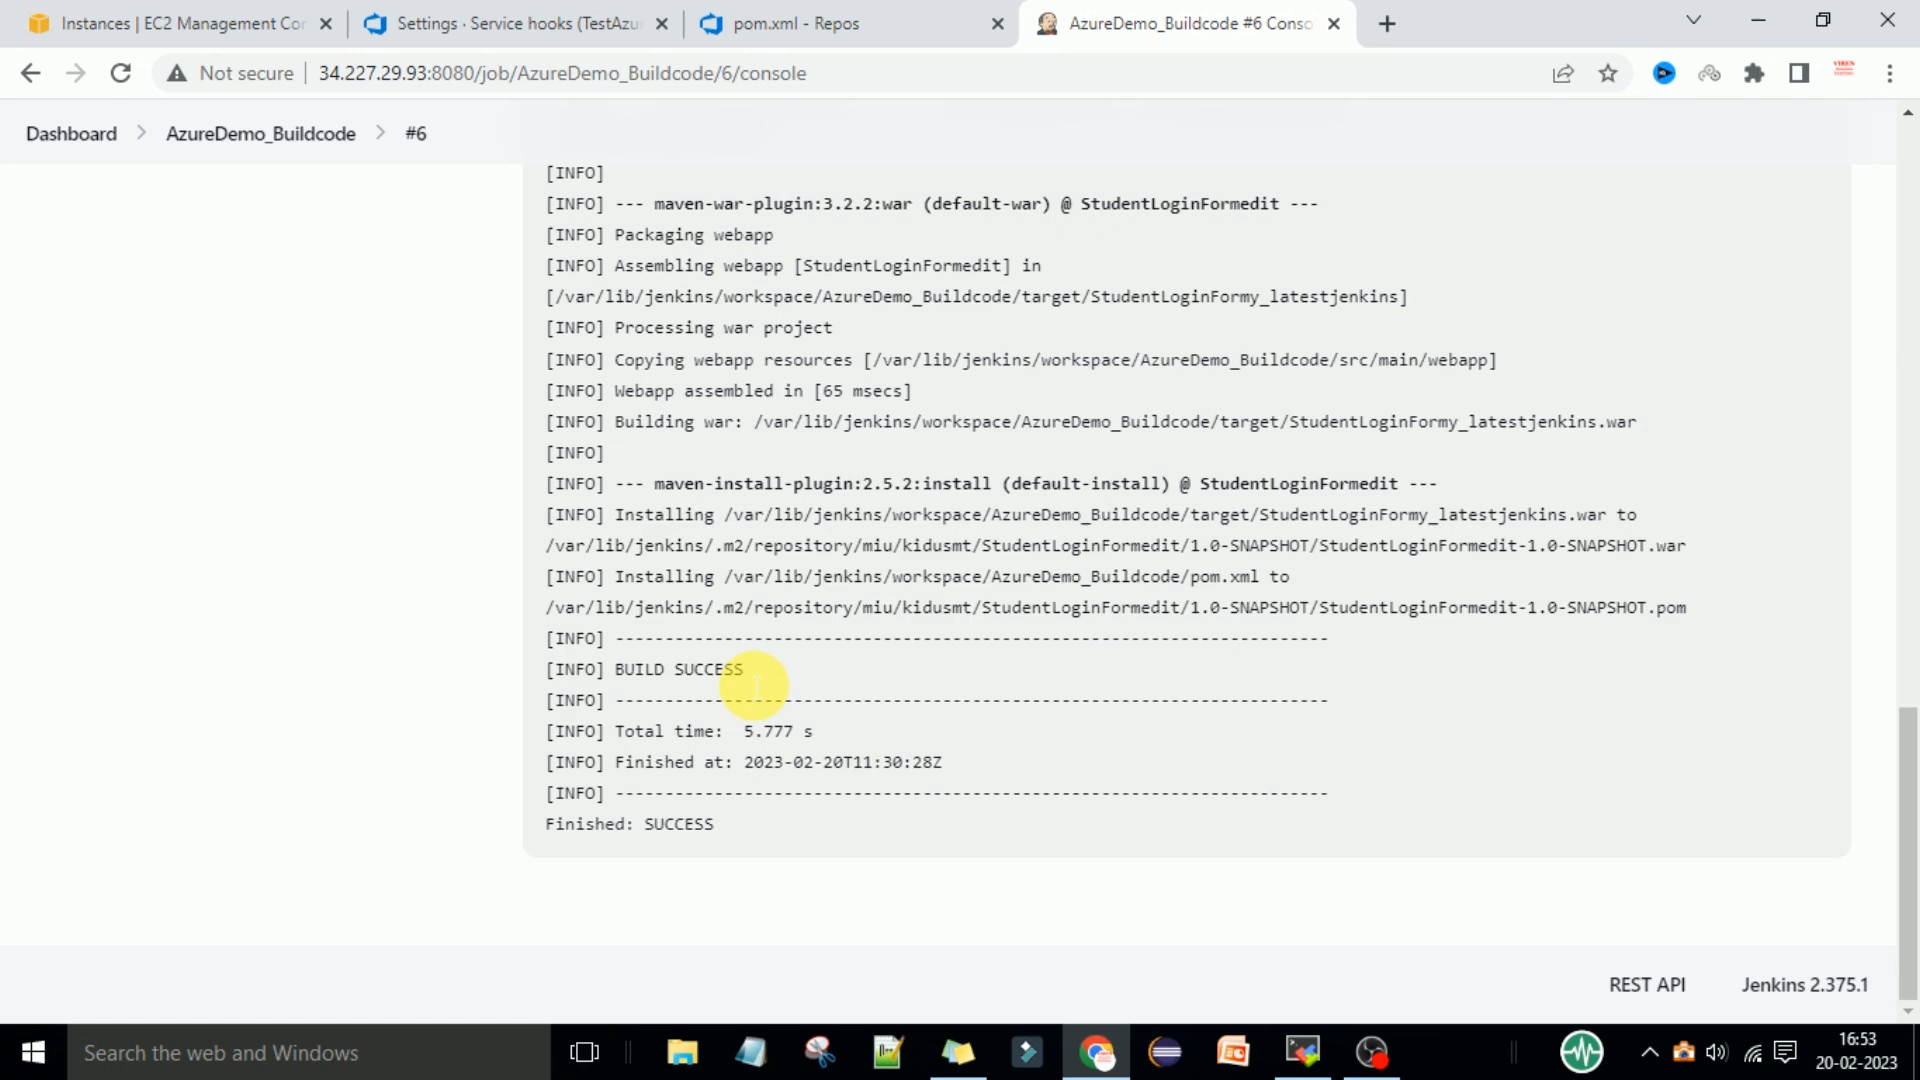 Instances | EC2 Management Cor
Settings · Service hooks (TestAzur
pom.xml - Repos
AzureDemo_Buildcode #6 Conso
Not secure
34.227.29.93:8080/job/AzureDemo_Buildcode/6/console
VIREN
Dashboard
AzureDemo_Buildcode
#6
[INFO]
[INFO] --- maven-war-plugin:3.2.2:war (default-war) @ StudentLoginFormedit ---
[INFO] Packaging webapp
[INFO] Assembling webapp [StudentLoginFormedit] in
[/var/lib/jenkins/workspace/AzureDemo_Buildcode/target/StudentLoginFormy_latestjenkins]
[INFO] Processing war project
[INFO] Copying webapp resources [/var/lib/jenkins/workspace/AzureDemo_Buildcode/src/main/webapp]
[INFO] Webapp assembled in [65 msecs]
[INFO] Building war: /var/lib/jenkins/workspace/AzureDemo_Buildcode/target/StudentLoginFormy_latestjenkins.war
[INFO]
[INFO] --- maven-install-plugin:2.5.2:install (default-install) @ StudentLoginFormedit ---
[INFO] Installing /var/lib/jenkins/workspace/AzureDemo_Buildcode/target/StudentLoginFormy_latestjenkins.war to
/var/lib/jenkins/.m2/repository/miu/kidusmt/StudentLoginFormedit/1.0-SNAPSHOT/StudentLoginFormedit-1.0-SNAPSHOT.war
[INFO] Installing /var/lib/jenkins/workspace/AzureDemo_Buildcode/pom.xml to
/var/lib/jenkins/.m2/repository/miu/kidusmt/StudentLoginFormedit/1.0-SNAPSHOT/StudentLoginFormedit-1.0-SNAPSHOT.pom
[INFO] ------------------------------------------------------------------------
[INFO] BUILD SUCCESS
[INFO] ------------------------------------------------------------------------
[INFO] Total time:  5.777 s
[INFO] Finished at: 2023-02-20T11:30:28Z
[INFO] ------------------------------------------------------------------------
Finished: SUCCESS
REST API
Jenkins 2.375.1
Search the web and Windows
16:53
20-02-2023